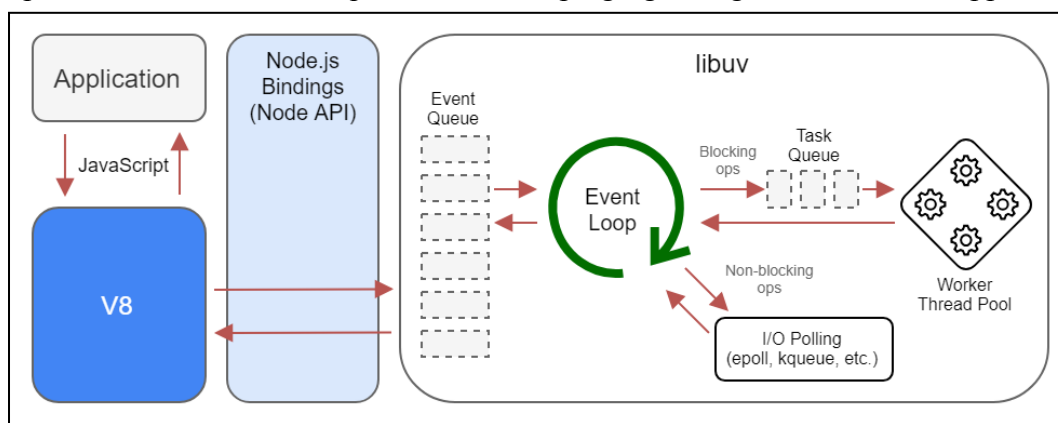 Application
JavaScript
V8
Node.js
Bindings
(Node API)
libuv
Event
Queue
Event
Loop
Blocking
ops
Task
Queue
Worker
Thread Pool
Non-blocking
ops
I/O Polling
(epoll, kqueue, etc.)